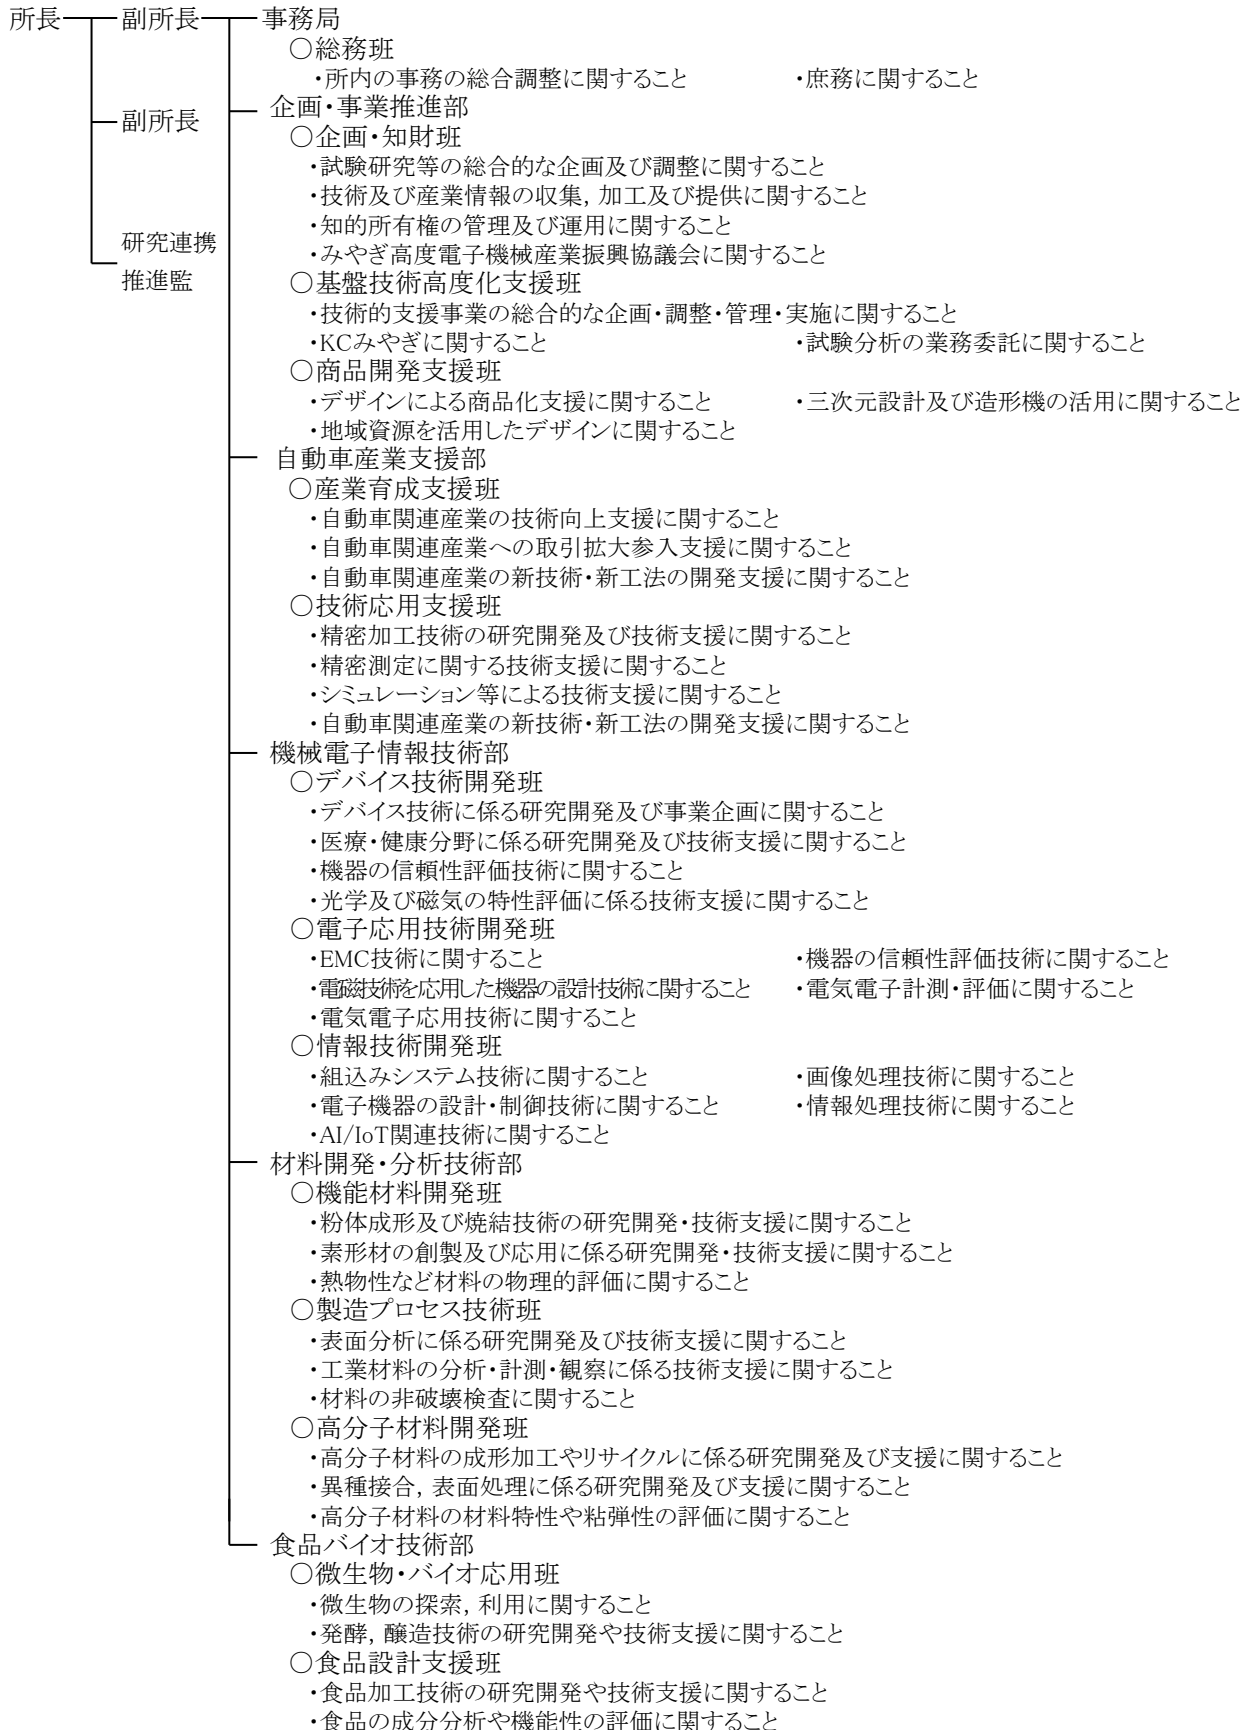 所長 副所長 事務局
○総務班
・所内の事務の総合調整に関すること ・庶務に関すること
企画・事業推進部
副所長
○企画・知財班
・試験研究等の総合的な企画及び調整に関すること
・技術及び産業情報の収集, 加工及び提供に関すること
・知的所有権の管理及び運用に関すること
研究連携
推進監
・みやぎ高度電子機械産業振興協議会に関すること
○基盤技術高度化支援班
・技術的支援事業の総合的な企画・調整・管理・実施に関すること
・KCみやぎに関すること ・試験分析の業務委託に関すること
○商品開発支援班
・デザインによる商品化支援に関すること ・三次元設計及び造形機の活用に関すること
・地域資源を活用したデザインに関すること
自動車産業支援部
○産業育成支援班
・自動車関連産業の技術向上支援に関すること
・自動車関連産業への取引拡大参入支援に関すること
・自動車関連産業の新技術・新工法の開発支援に関すること
○技術応用支援班
・精密加工技術の研究開発及び技術支援に関すること
・精密測定に関する技術支援に関すること
・シミュレーション等による技術支援に関すること
・自動車関連産業の新技術・新工法の開発支援に関すること
機械電子情報技術部
○デバイス技術開発班
・デバイス技術に係る研究開発及び事業企画に関すること
・医療・健康分野に係る研究開発及び技術支援に関すること
・機器の信頼性評価技術に関すること
・光学及び磁気の特性評価に係る技術支援に関すること
○電子応用技術開発班
・EMC技術に関すること ・機器の信頼性評価技術に関すること
・電磁技術を応用した機器の設計技術に関すること ・電気電子計測・評価に関すること
・電気電子応用技術に関すること
○情報技術開発班
・組込みシステム技術に関すること ・画像処理技術に関すること
・電子機器の設計・制御技術に関すること ・情報処理技術に関すること
・AI/IoT関連技術に関すること
材料開発・分析技術部
○機能材料開発班
・粉体成形及び焼結技術の研究開発・技術支援に関すること
・素形材の創製及び応用に係る研究開発・技術支援に関すること
・熱物性など材料の物理的評価に関すること
○製造プロセス技術班
・表面分析に係る研究開発及び技術支援に関すること
・工業材料の分析・計測・観察に係る技術支援に関すること
・材料の非破壊検査に関すること
○高分子材料開発班
・高分子材料の成形加工やリサイクルに係る研究開発及び支援に関すること
・異種接合, 表面処理に係る研究開発及び支援に関すること
・高分子材料の材料特性や粘弾性の評価に関すること
食品バイオ技術部
○微生物・バイオ応用班
・微生物の探索, 利用に関すること
・発酵, 醸造技術の研究開発や技術支援に関すること
○食品設計支援班
・食品加工技術の研究開発や技術支援に関すること
・食品の成分分析や機能性の評価に関すること